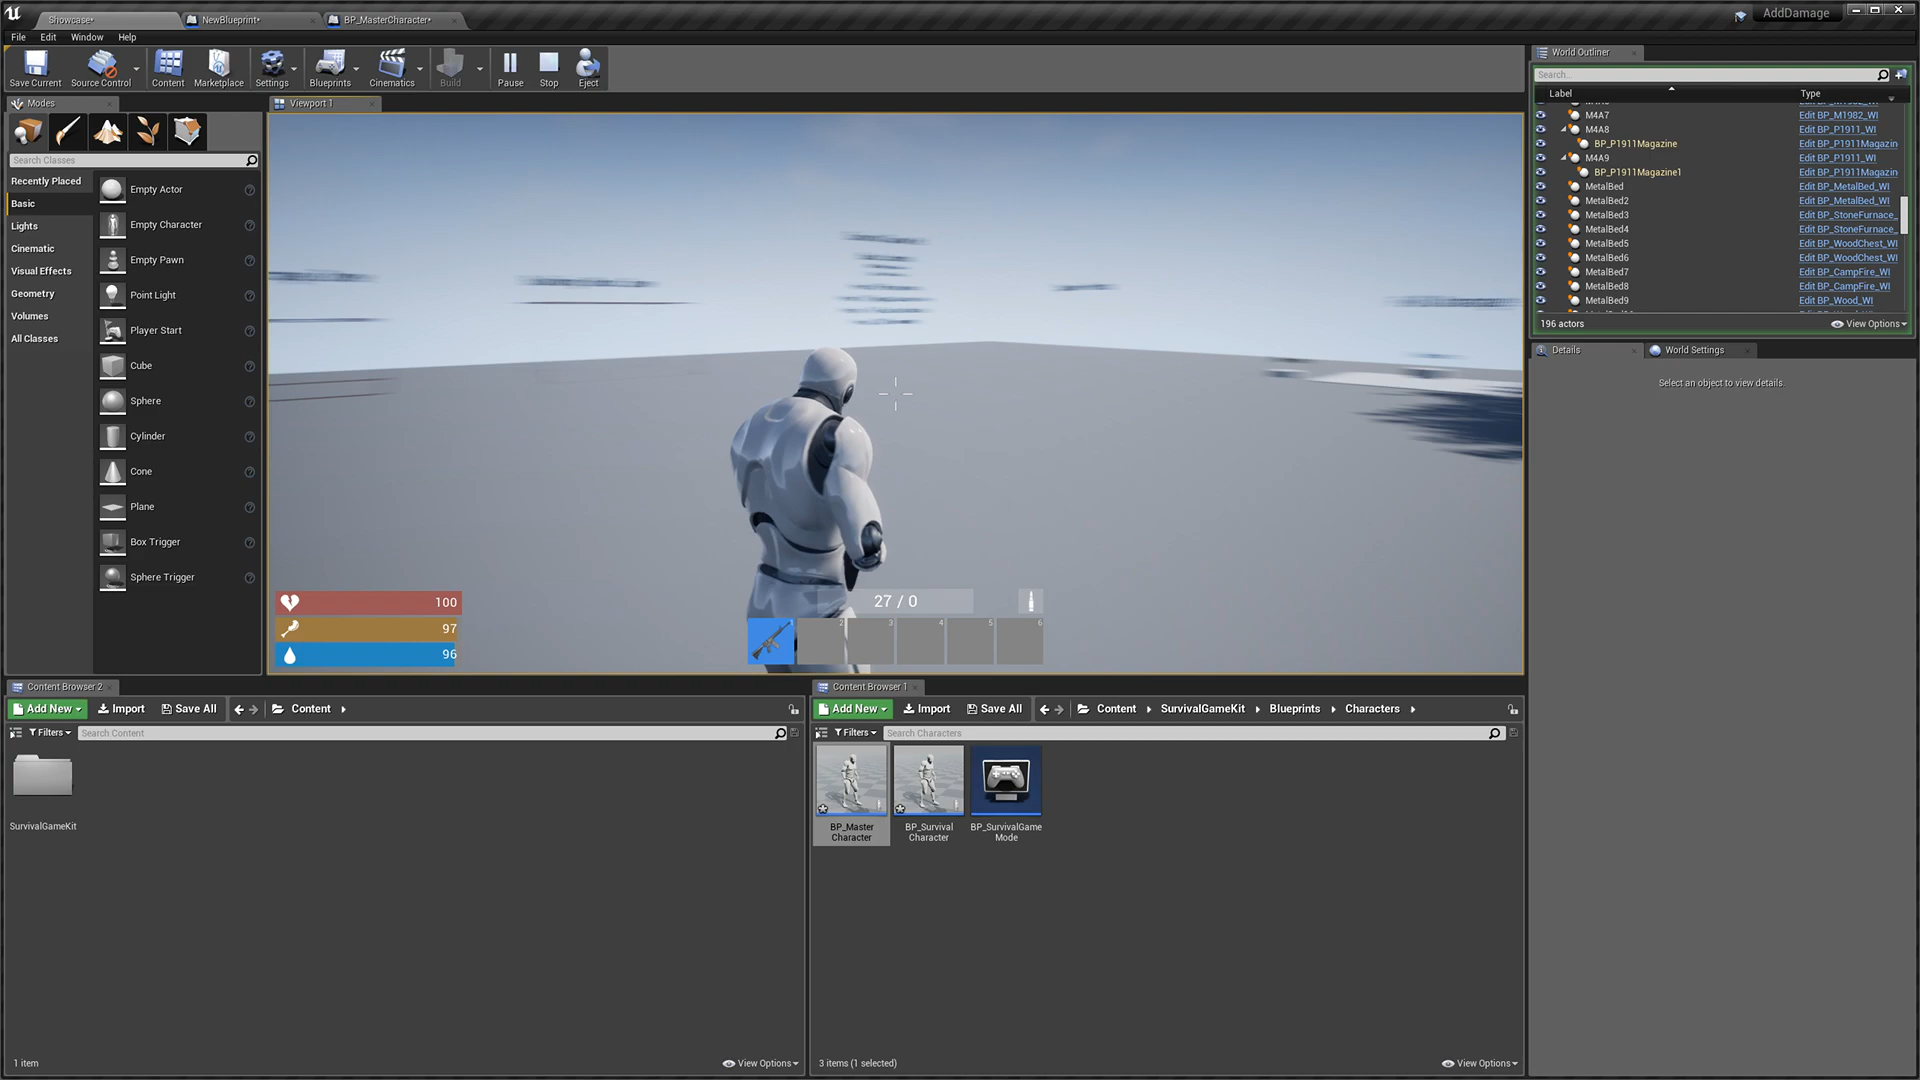 Showcase*
NewBlueprint*
BP_MasterCharacter*
AddDamage
File Edit Window Help
Save Current
Source Control
Content
Marketplace
Settings
Blueprints
Cinematics
Build
Pause
Stop
Eject
Modes
Search Classes
Recently Placed
Basic
Lights
Cinematic
Visual Effects
Geometry
Volumes
All Classes
Empty Actor
Empty Character
Empty Pawn
Point Light
Player Start
Cube
Sphere
Cylinder
Cone
Plane
Box Trigger
Sphere Trigger
Viewport 1
100
97
96
27 / 0
1 2 3 4 5 6
World Outliner
Search...
Label Type
M4A7 Edit BP_M1982_WI
M4A8 Edit BP_P1911_WI
BP_P1911Magazine Edit BP_P1911Magazin
M4A9 Edit BP_P1911_WI
BP_P1911Magazine1 Edit BP_P1911Magazin
MetalBed Edit BP_MetalBed_WI
MetalBed2 Edit BP_MetalBed_WI
MetalBed3 Edit BP_StoneFurnace_
MetalBed4 Edit BP_StoneFurnace_
MetalBed5 Edit BP_WoodChest_WI
MetalBed6 Edit BP_WoodChest_WI
MetalBed7 Edit BP_CampFire_WI
MetalBed8 Edit BP_CampFire_WI
MetalBed9 Edit BP_Wood_WI
196 actors
View Options
Details
World Settings
Select an object to view details.
Content Browser 2
Add New Import Save All Content
Filters Search Content
SurvivalGameKit
1 item
View Options
Content Browser 1
Add New Import Save All Content SurvivalGameKit Blueprints Characters
Filters Search Characters
BP_Master
Character
BP_Survival
Character
BP_SurvivalGame
Mode
3 items (1 selected)
View Options